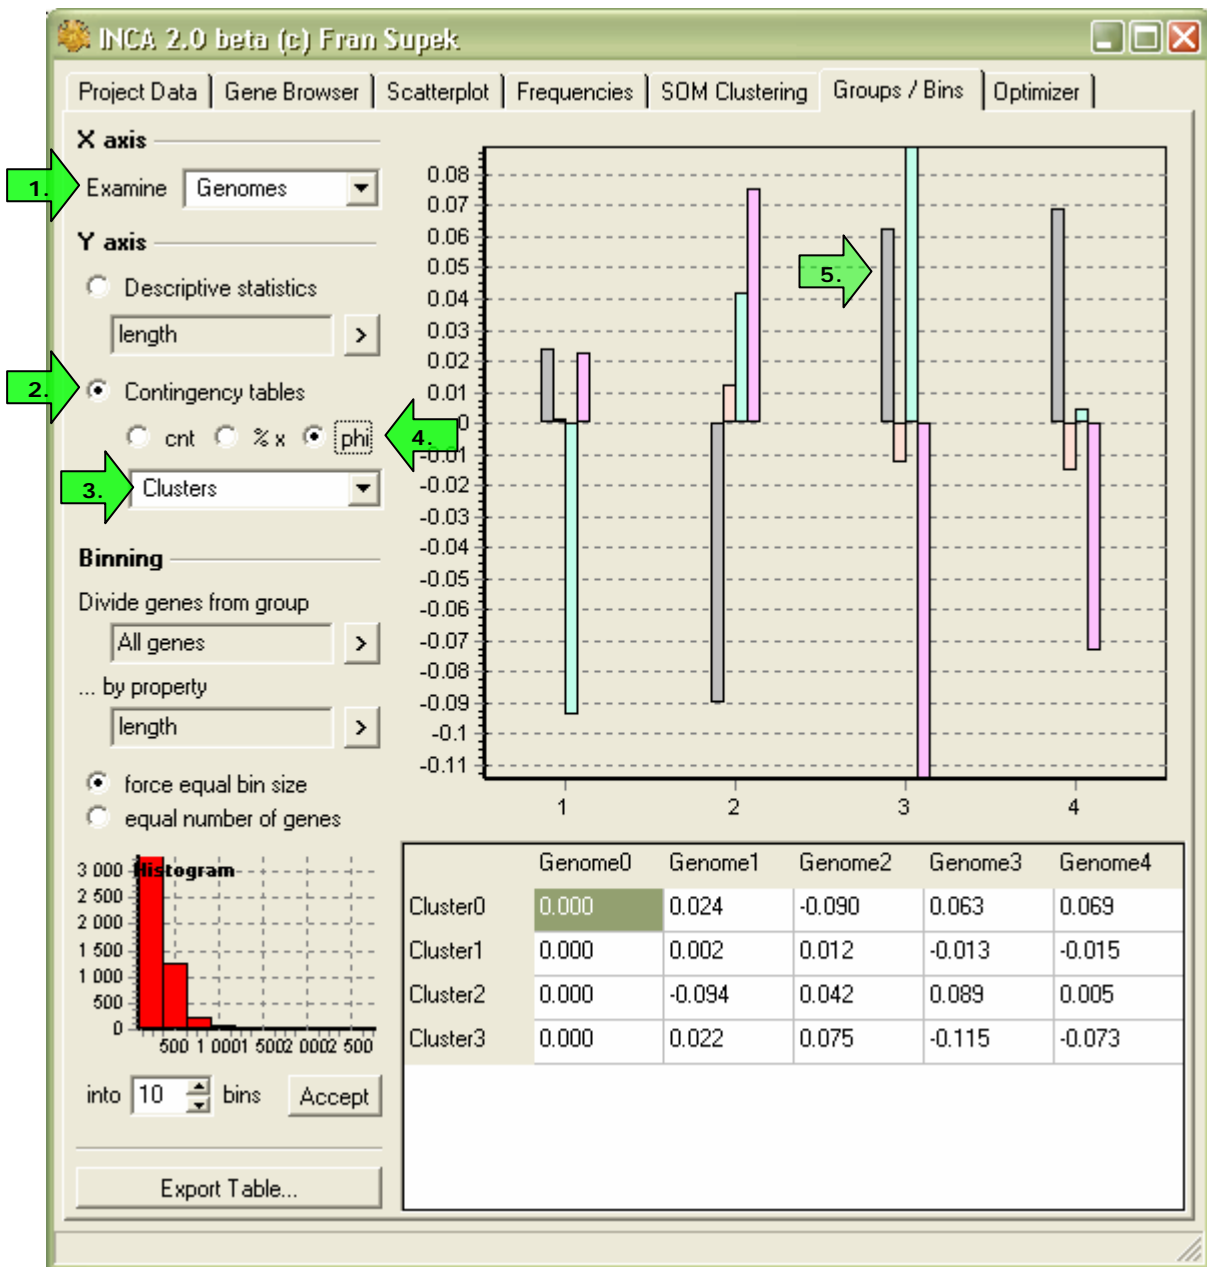 INCA 2.0 beta (c) Fran Supek
Project Data
Gene Browser
Scatterplot
Frequencies
SOM Clustering
Groups / Bins
Optimizer
X axis
1.
Examine
Genomes
Y axis
Descriptive statistics
length
>
2.
Contingency tables
cnt
% x
phi
4.
3.
Clusters
Binning
Divide genes from group
All genes
>
... by property
length
>
force equal bin size
equal number of genes
Histogram
3 000
2 500
2 000
1 500
1 000
500
0
500 1 0001 5002 0002 500
into
10
bins
Accept
Export Table...
0.08
0.07
0.06
0.05
0.04
0.03
0.02
0.01
0
-0.01
-0.02
-0.03
-0.04
-0.05
-0.06
-0.07
-0.08
-0.09
-0.1
-0.11
5.
1 2 3 4
Genome0 Genome1 Genome2 Genome3 Genome4
Cluster0 0.000 0.024 -0.090 0.063 0.069
Cluster1 0.000 0.002 0.012 -0.013 -0.015
Cluster2 0.000 -0.094 0.042 0.089 0.005
Cluster3 0.000 0.022 0.075 -0.115 -0.073